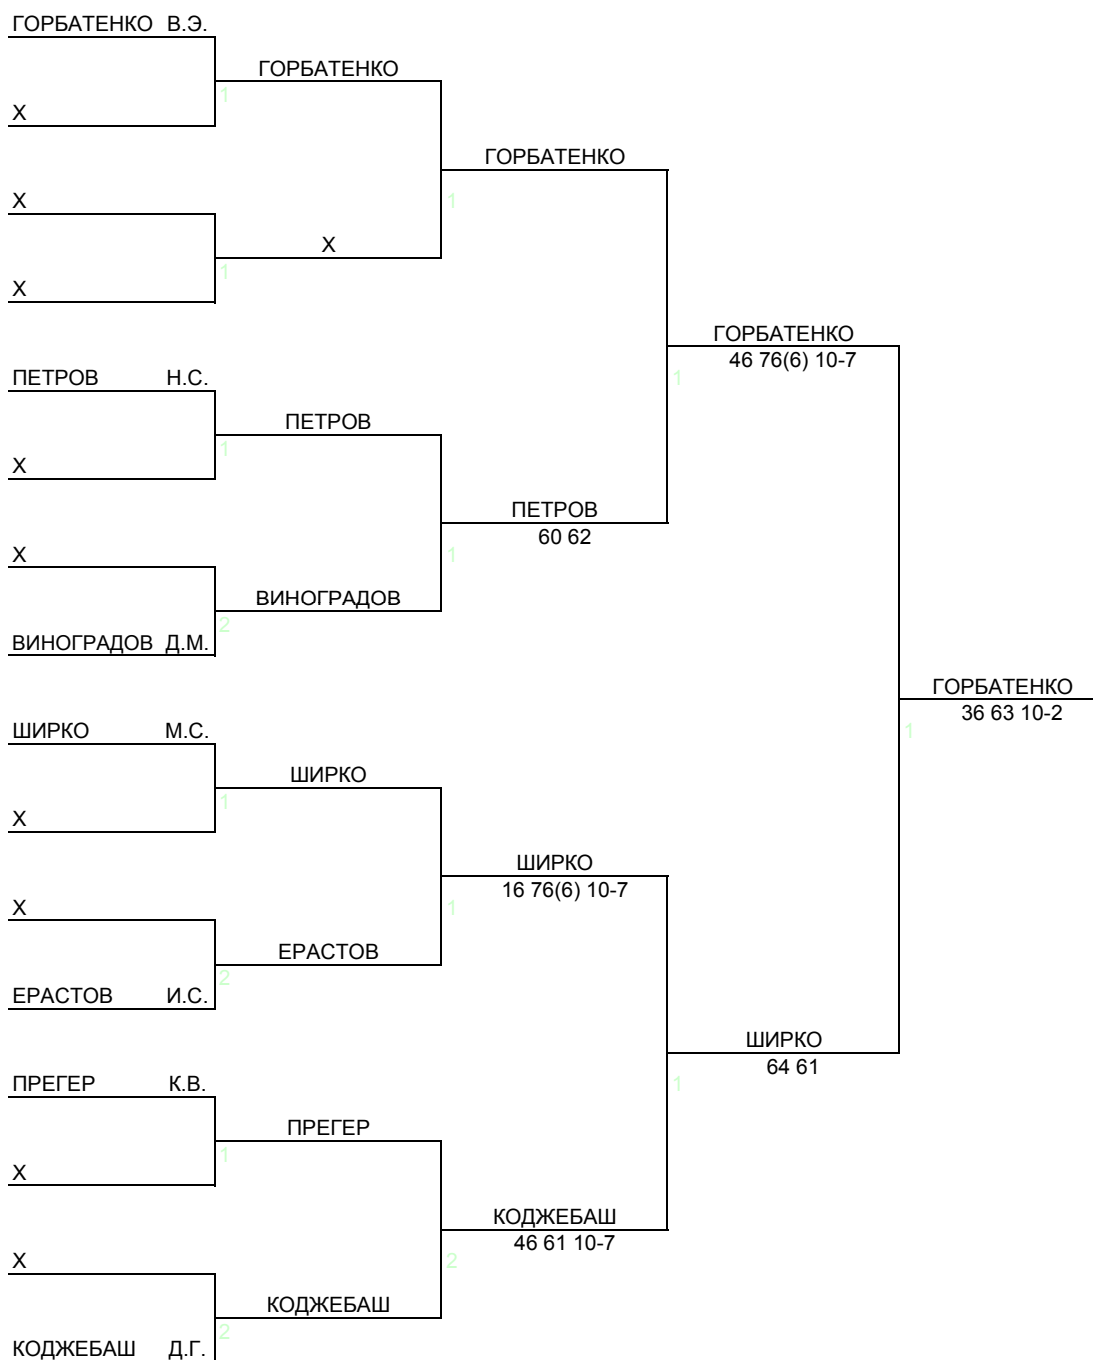 ГОРБАТЕНКО В.Э.
ГОРБАТЕНКО
1
X
ГОРБАТЕНКО
X
1
X
1
X
ГОРБАТЕНКО
46 76(6) 10-7
ПЕТРОВ Н.С.
1
ПЕТРОВ
1
X
ПЕТРОВ
60 62
X
1
ВИНОГРАДОВ
2
ВИНОГРАДОВ Д.М.
ГОРБАТЕНКО
36 63 10-2
ШИРКО М.С.
1
ШИРКО
1
X
ШИРКО
16 76(6) 10-7
X
1
ЕРАСТОВ
2
ЕРАСТОВ И.С.
ШИРКО
64 61
ПРЕГЕР К.В.
1
ПРЕГЕР
1
X
КОДЖЕБАШ
46 61 10-7
X
2
КОДЖЕБАШ
2
КОДЖЕБАШ Д.Г.